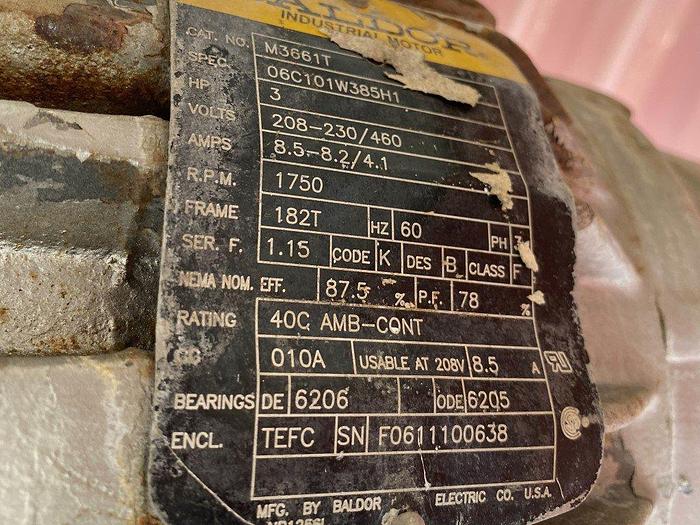 BALDOR
INDUSTRIAL MOTOR
CAT. NO. M3661T
SPEC. 06C101W385H1
HP 3
VOLTS 208-230/460
AMPS 8.5-8.2/4.1
R.P.M. 1750
FRAME 182T HZ 60 PH 3
SER. F. 1.15 CODE K DES B CLASS F
NEMA NOM. EFF. 87.5 % P.F. 78 %
RATING 40C AMB-CONT
CC 010A USABLE AT 208V 8.5 A
BEARINGS DE 6206 ODE 6205
ENCL. TEFC SN F0611100638
MFG. BY BALDOR ELECTRIC CO. U.S.A.